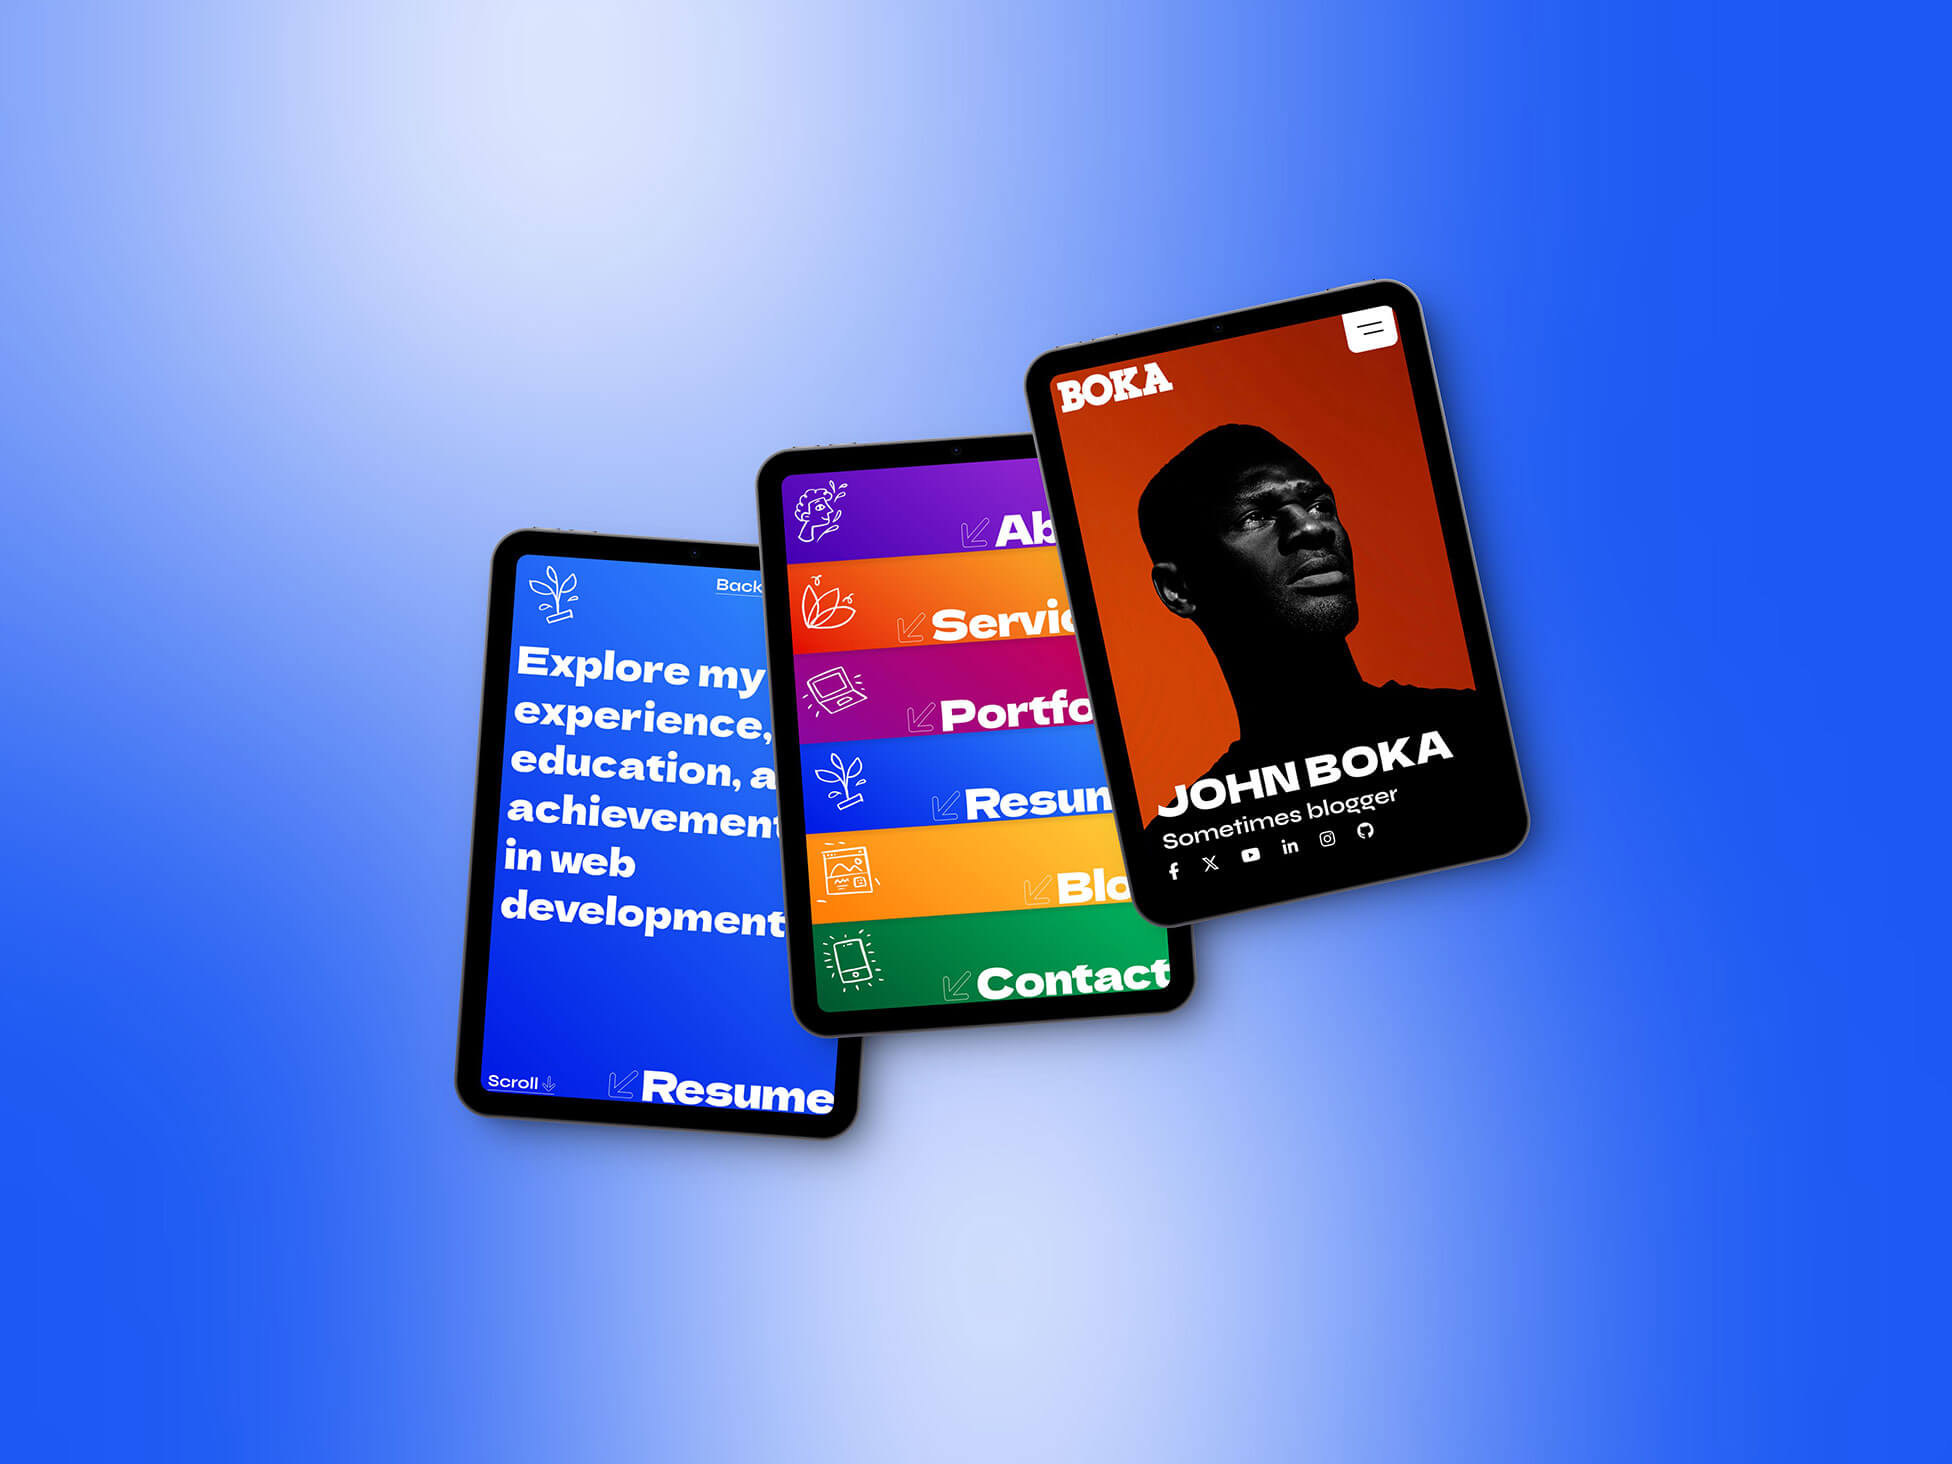 Back
Explore my
experience,
education, a
achievement
in web
development
Scroll
Resume
Ab
Servic
Portfo
Resum
Blo
Contact
BOKA
JOHN BOKA
Sometimes blogger